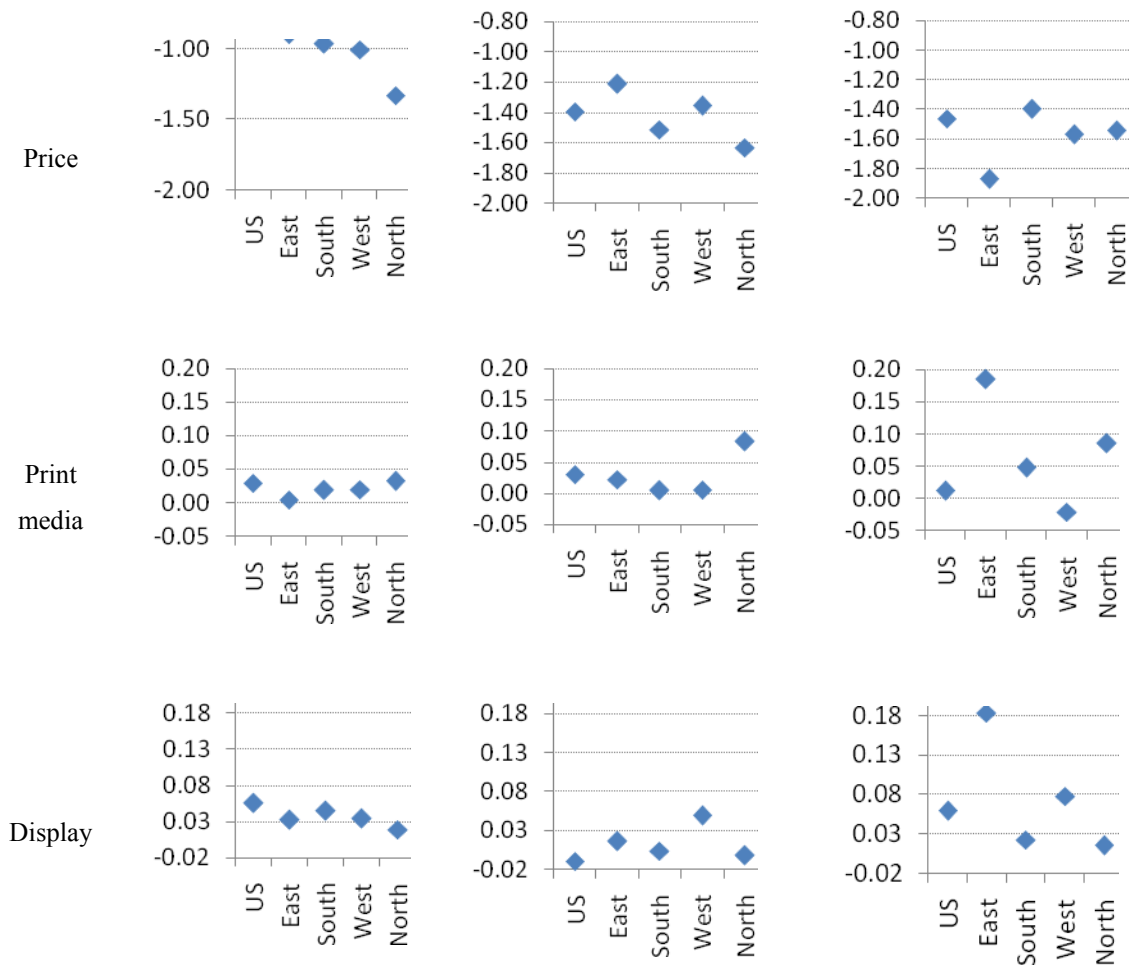 Price
-1.00
-1.50
-2.00
US
East
South
West
North
-0.80
-1.00
-1.20
-1.40
-1.60
-1.80
-2.00
US
East
South
West
North
-0.80
-1.00
-1.20
-1.40
-1.60
-1.80
-2.00
US
East
South
West
North
Print
media
0.20
0.15
0.10
0.05
0.00
-0.05
US
East
South
West
North
0.20
0.15
0.10
0.05
0.00
-0.05
US
East
South
West
North
0.20
0.15
0.10
0.05
0.00
-0.05
US
East
South
West
North
Display
0.18
0.13
0.08
0.03
-0.02
US
East
South
West
North
0.18
0.13
0.08
0.03
-0.02
US
East
South
West
North
0.18
0.13
0.08
0.03
-0.02
US
East
South
West
North